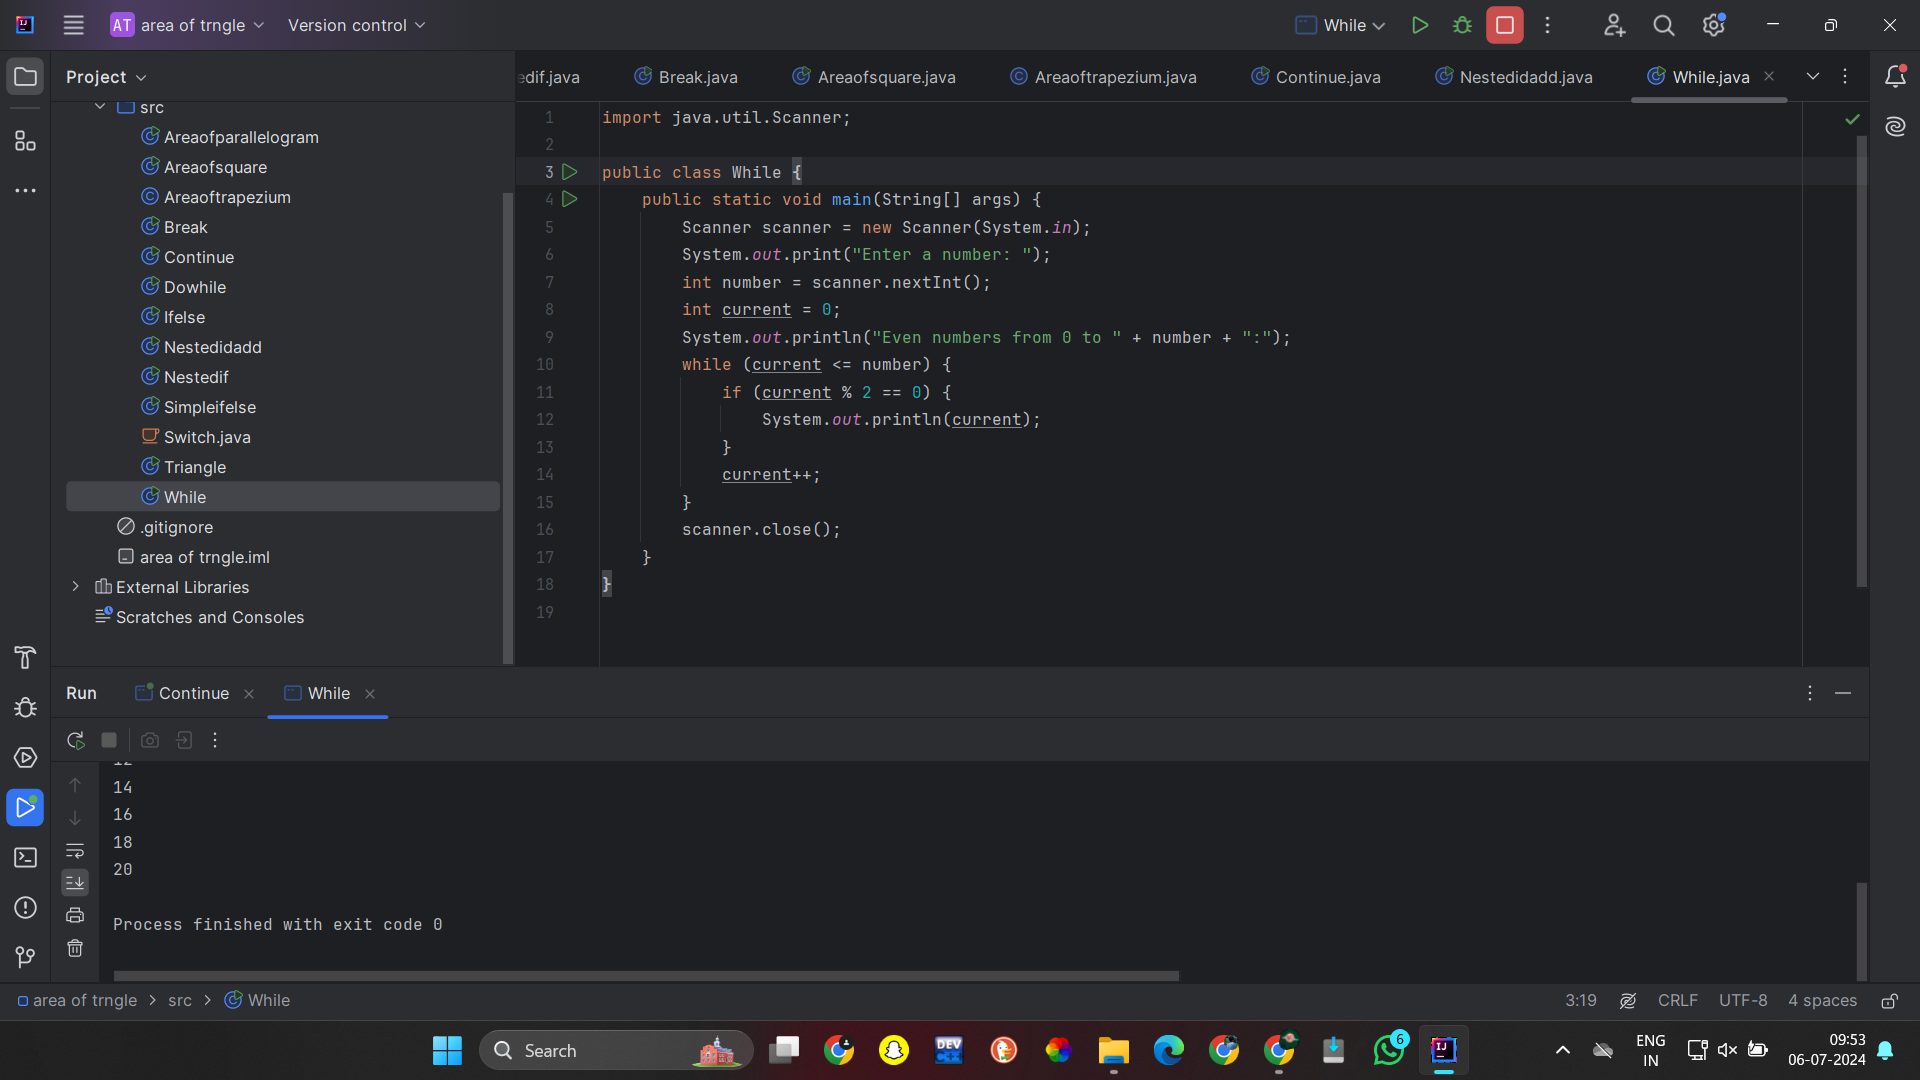 AT area of trngle Version control While
Project
edif.java Break.java Areaofsquare.java Areaoftrapezium.java Continue.java Nestedidadd.java While.java
src
Areaofparallelogram
Areaofsquare
Areaoftrapezium
Break
Continue
Dowhile
Ifelse
Nestedidadd
Nestedif
Simpleifelse
Switch.java
Triangle
While
.gitignore
area of trngle.iml
External Libraries
Scratches and Consoles
1 import java.util.Scanner;
2
3 public class While {
4 public static void main(String[] args) {
5 Scanner scanner = new Scanner(System.in);
6 System.out.print("Enter a number: ");
7 int number = scanner.nextInt();
8 int current = 0;
9 System.out.println("Even numbers from 0 to " + number + ":");
10 while (current <= number) {
11 if (current % 2 == 0) {
12 System.out.println(current);
13 }
14 current++;
15 }
16 scanner.close();
17 }
18 }
19
Run Continue While
12
14
16
18
20
Process finished with exit code 0
area of trngle > src > While
3:19 CRLF UTF-8 4 spaces
Search
DEV
6
IJ
ENG
IN
09:53
06-07-2024